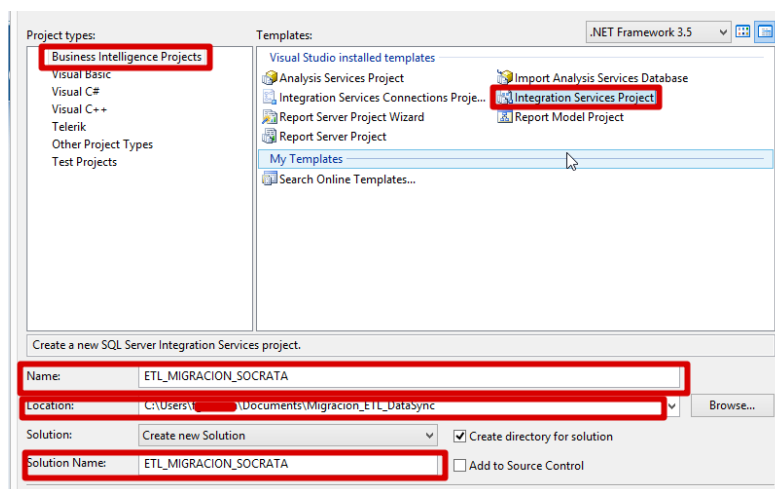 Project types:
Templates:
.NET Framework 3.5
Business Intelligence Projects
Visual Basic
Visual C#
Visual C++
Telerik
Other Project Types
Test Projects
Visual Studio installed templates
Analysis Services Project
Import Analysis Services Database
Integration Services Connections Proje...
Integration Services Project
Report Server Project Wizard
Report Model Project
Report Server Project
My Templates
Search Online Templates...
Create a new SQL Server Integration Services project.
Name:
ETL_MIGRACION_SOCRATA
Location:
C:\Users\ \Documents\Migracion_ETL_DataSync
Browse...
Solution:
Create new Solution
Create directory for solution
Solution Name:
ETL_MIGRACION_SOCRATA
Add to Source Control